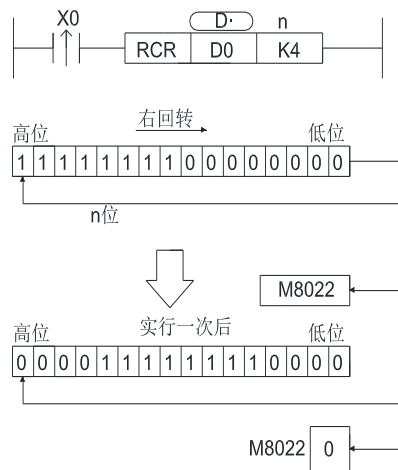 X0 D· n
RCR D0 K4
右回转
高位 低位
1 1 1 1 1 1 1 1 0 0 0 0 0 0 0 0
n位
M8022
实行一次后
高位 低位
0 0 0 0 1 1 1 1 1 1 1 1 0 0 0 0
M8022 0